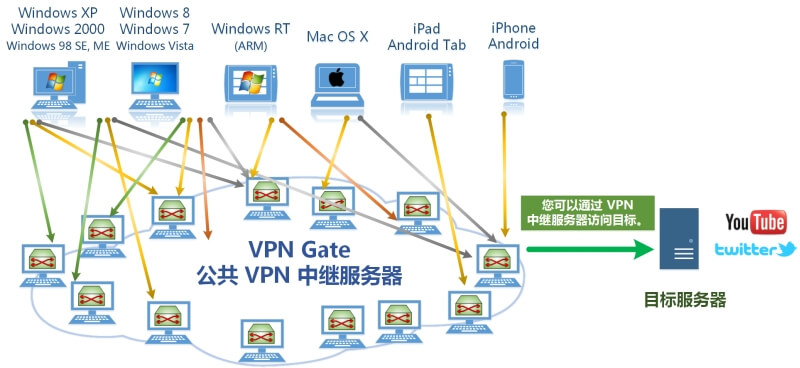 Windows XP
Windows 2000
Windows 98 SE, ME
Windows 8
Windows 7
Windows Vista
Windows RT
(ARM)
Mac OS X
iPad
Android Tab
iPhone
Android
您可以通过 VPN
中继服务器访问目标。
YouTube
twitter
VPN Gate
公共 VPN 中继服务器
目标服务器